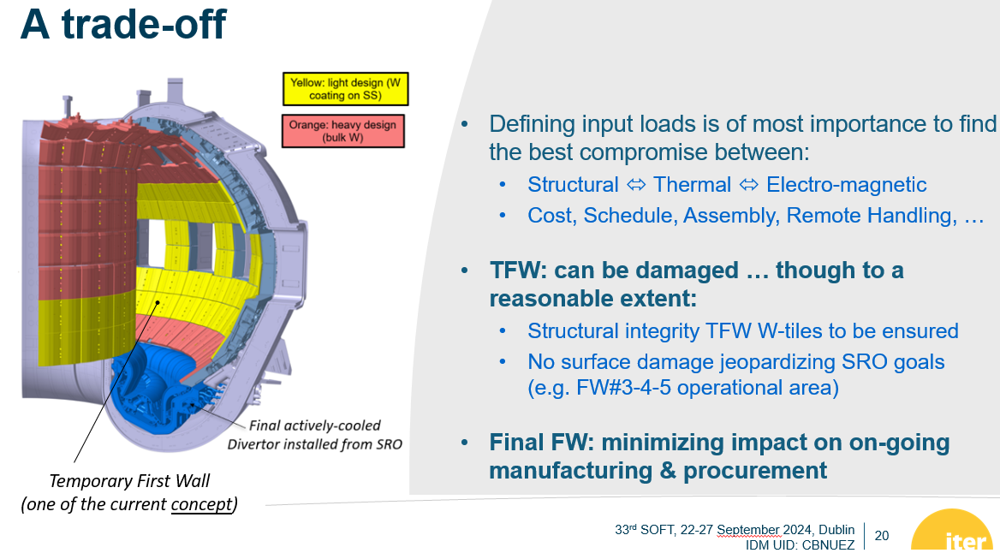 A trade-off
Yellow: light design (W
coating on SS)
Orange: heavy design
(bulk W)
Final actively-cooled
Divertor installed from SRO
Temporary First Wall
(one of the current concept)
• Defining input loads is of most importance to find
the best compromise between:
• Structural ⬄ Thermal ⬄ Electro-magnetic
• Cost, Schedule, Assembly, Remote Handling, …
• TFW: can be damaged … though to a
reasonable extent:
• Structural integrity TFW W-tiles to be ensured
• No surface damage jeopardizing SRO goals
(e.g. FW#3-4-5 operational area)
• Final FW: minimizing impact on on-going
manufacturing & procurement
33rd SOFT, 22-27 September 2024, Dublin
IDM UID: CBNUEZ
20
iter